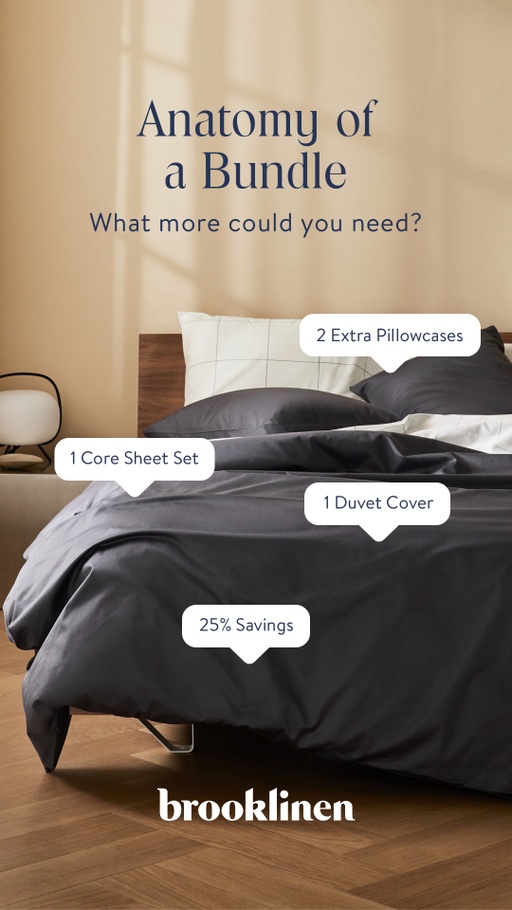 Anatomy of
a Bundle
What more could you need?
2 Extra Pillowcases
1 Core Sheet Set
1 Duvet Cover
25% Savings
brooklinen